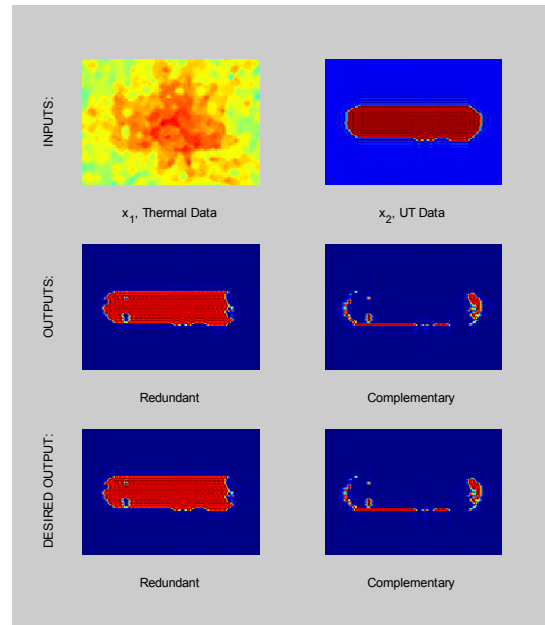 INPUTS:
x1, Thermal Data
x2, UT Data
OUTPUTS:
Redundant
Complementary
DESIRED OUTPUT:
Redundant
Complementary